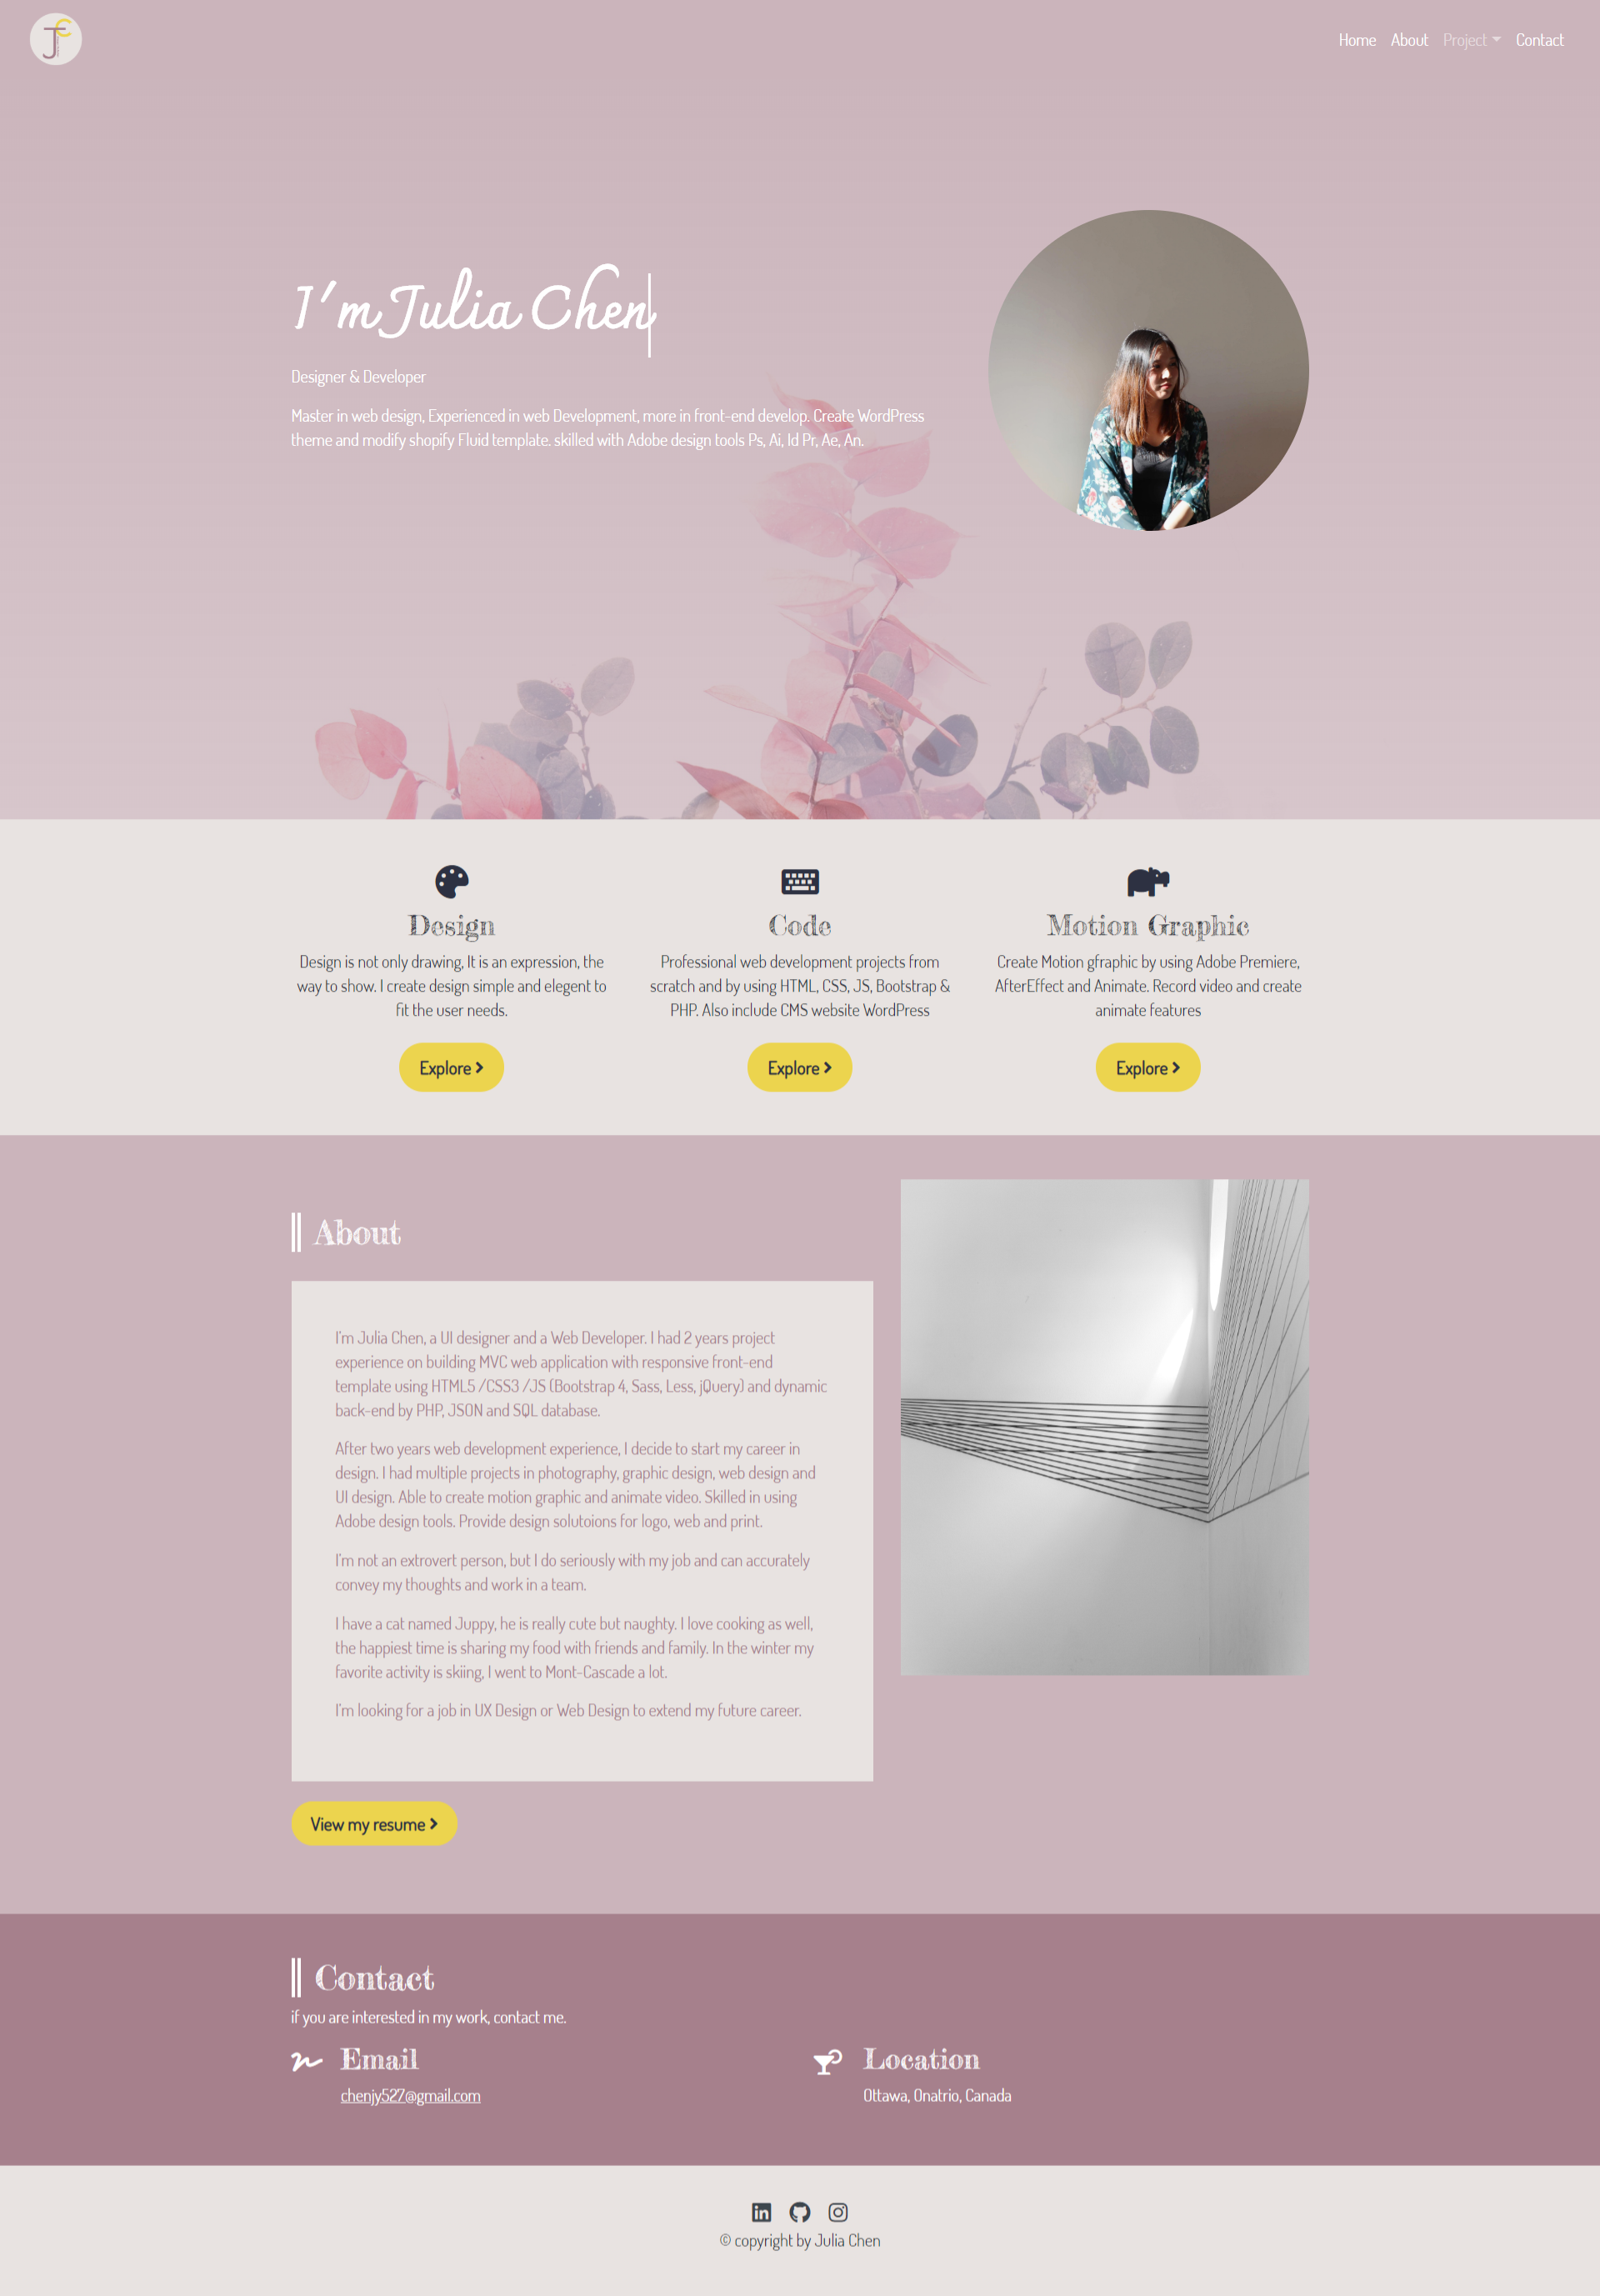 JC
Home About Project Contact
I'm Julia Chen
Designer & Developer
Master in web design, Experienced in web Development, more in front-end develop. Create WordPress
theme and modify shopify Fluid template. skilled with Adobe design tools Ps, Ai, Id Pr, Ae, An.
Design
Design is not only drawing, It is an expression, the
way to show. I create design simple and elegent to
fit the user needs.
Explore
Code
Professional web development projects from
scratch and by using HTML, CSS, JS, Bootstrap &
PHP. Also include CMS website WordPress
Explore
Motion Graphic
Create Motion gfraphic by using Adobe Premiere,
AfterEffect and Animate. Record video and create
animate features
Explore
About
I'm Julia Chen, a UI designer and a Web Developer. I had 2 years project
experience on building MVC web application with responsive front-end
template using HTML5 /CSS3 /JS (Bootstrap 4, Sass, Less, jQuery) and dynamic
back-end by PHP, JSON and SQL database.
After two years web development experience, I decide to start my career in
design. I had multiple projects in photography, graphic design, web design and
UI design. Able to create motion graphic and animate video. Skilled in using
Adobe design tools. Provide design solutoions for logo, web and print.
I'm not an extrovert person, but I do seriously with my job and can accurately
convey my thoughts and work in a team.
I have a cat named Juppy, he is really cute but naughty. I love cooking as well,
the happiest time is sharing my food with friends and family. In the winter my
favorite activity is skiing, I went to Mont-Cascade a lot.
I'm looking for a job in UX Design or Web Design to extend my future career.
View my resume
Contact
if you are interested in my work, contact me.
Email
chenjy527@gmail.com
Location
Ottawa, Onatrio, Canada
© copyright by Julia Chen